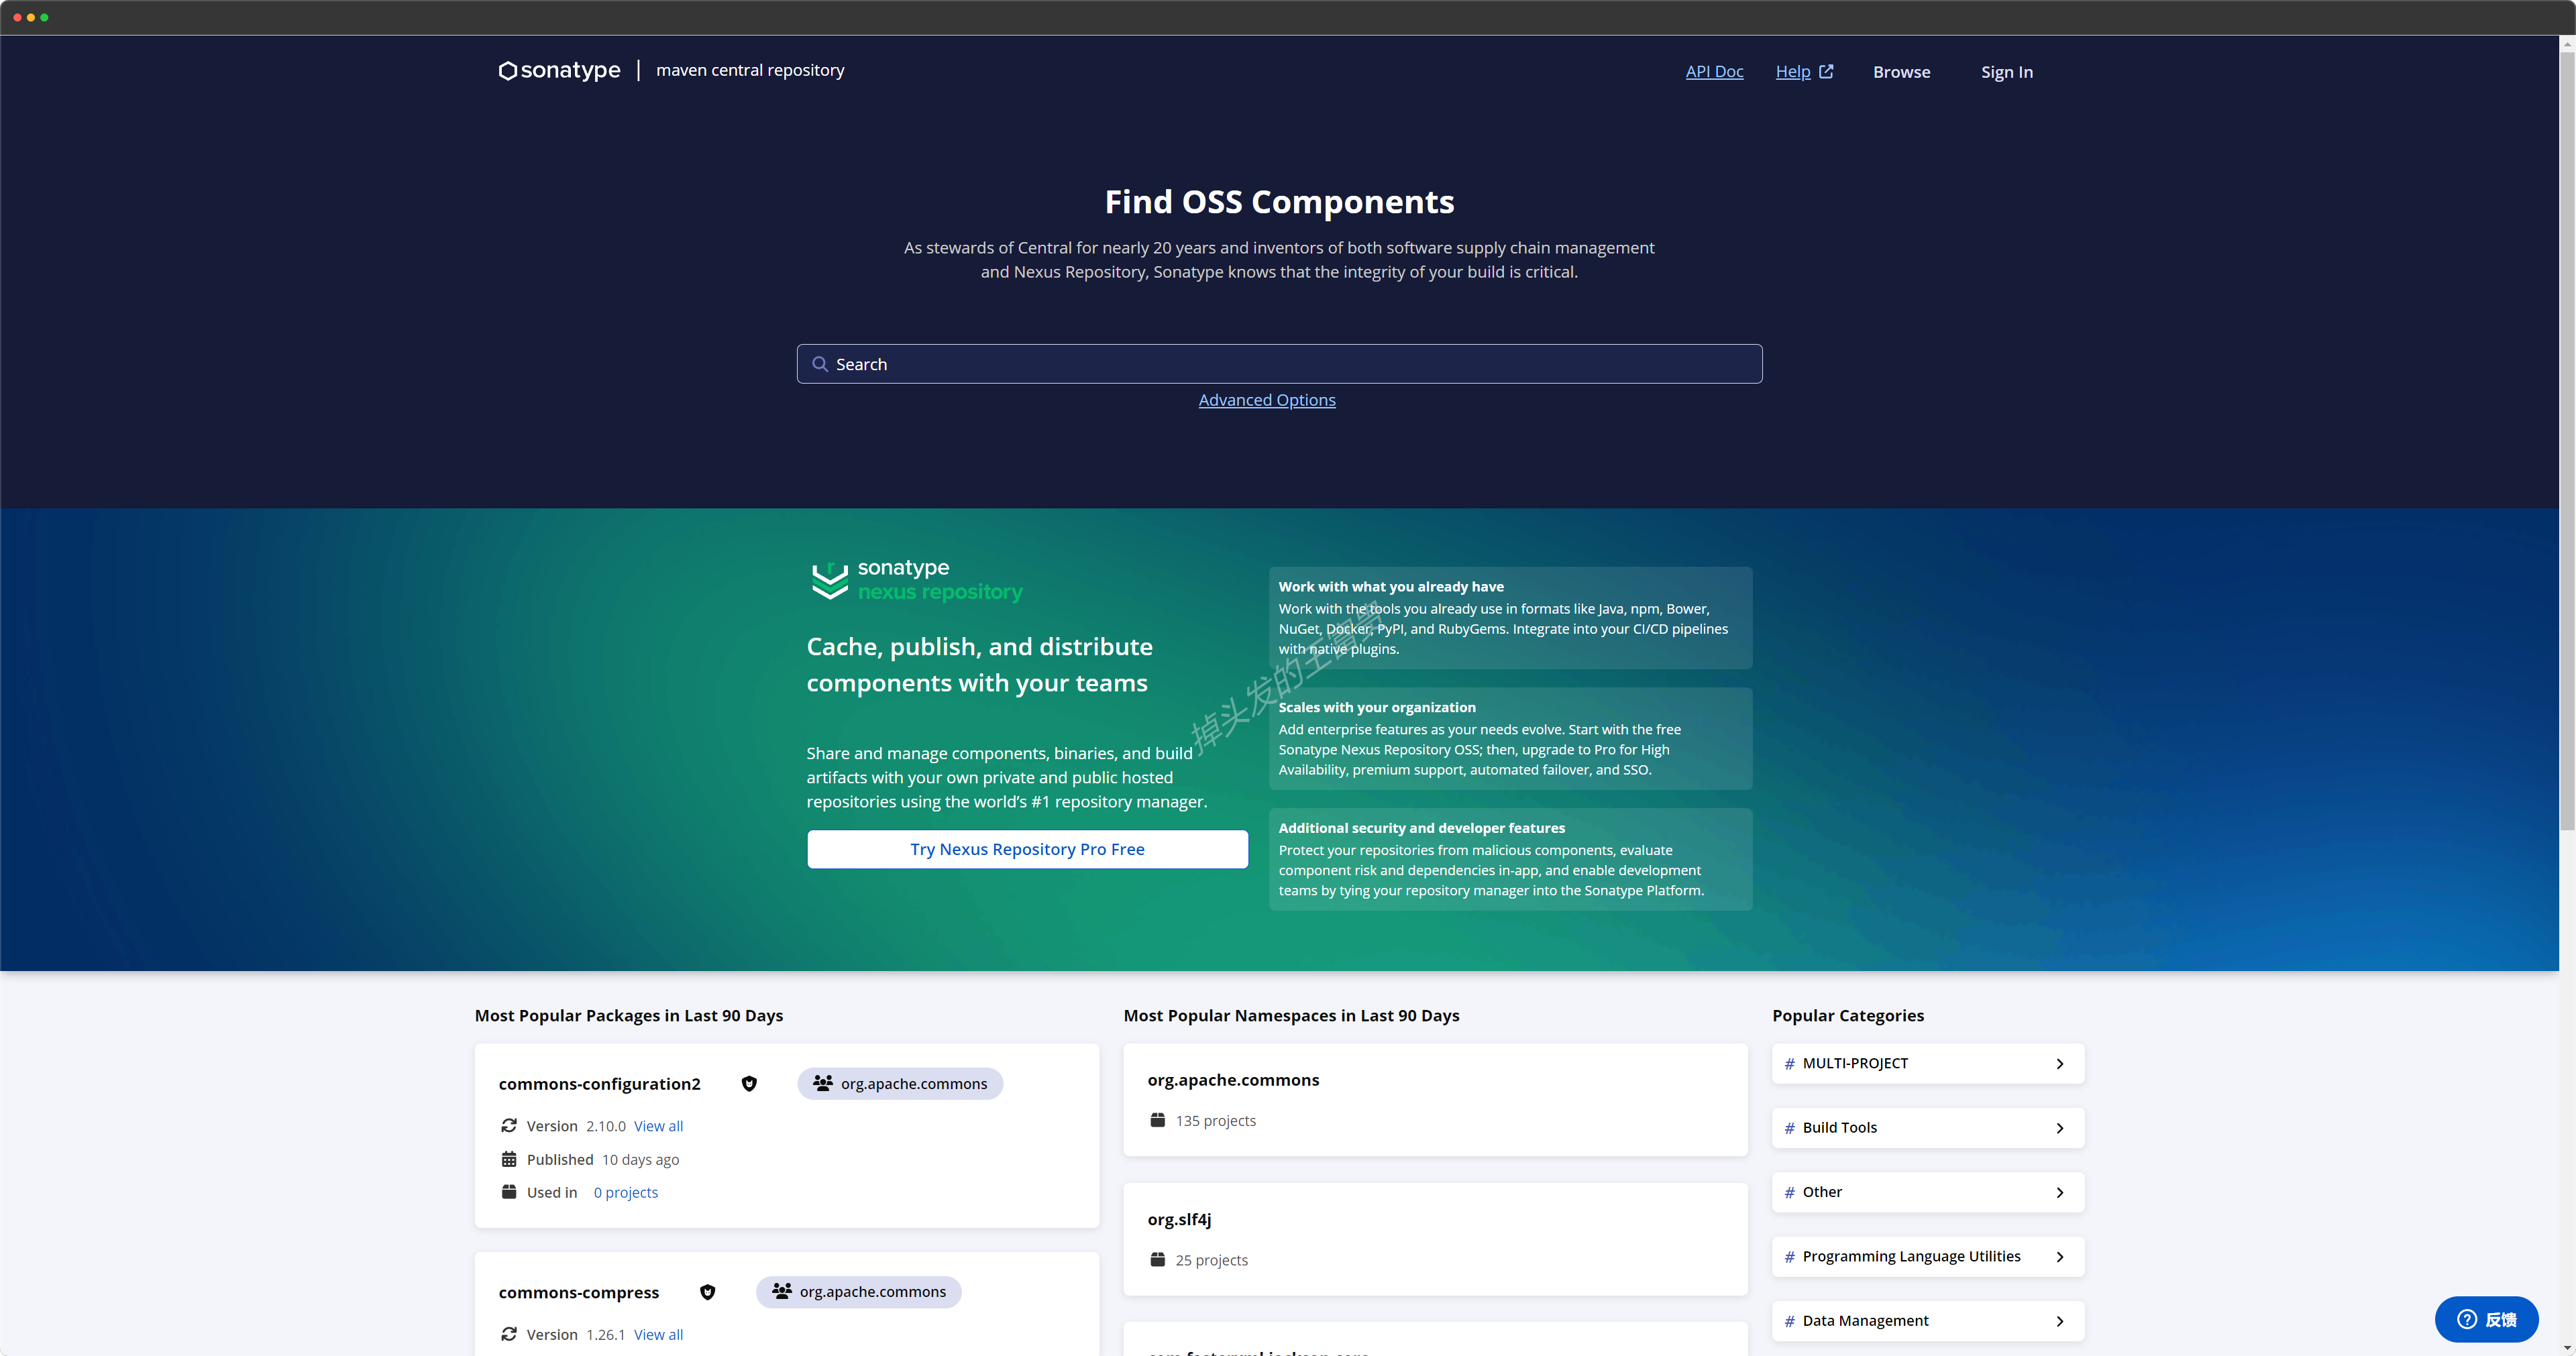 sonatype | maven central repository
API Doc Help Browse Sign In
Find OSS Components
As stewards of Central for nearly 20 years and inventors of both software supply chain management
and Nexus Repository, Sonatype knows that the integrity of your build is critical.
Search
Advanced Options
sonatype
nexus repository
Cache, publish, and distribute
components with your teams
Share and manage components, binaries, and build
artifacts with your own private and public hosted
repositories using the world’s #1 repository manager.
Try Nexus Repository Pro Free
Work with what you already have
Work with the tools you already use in formats like Java, npm, Bower,
NuGet, Docker, PyPI, and RubyGems. Integrate into your CI/CD pipelines
with native plugins.
Scales with your organization
Add enterprise features as your needs evolve. Start with the free
Sonatype Nexus Repository OSS; then, upgrade to Pro for High
Availability, premium support, automated failover, and SSO.
Additional security and developer features
Protect your repositories from malicious components, evaluate
component risk and dependencies in-app, and enable development
teams by tying your repository manager into the Sonatype Platform.
掉头发的王富贵
Most Popular Packages in Last 90 Days
commons-configuration2 org.apache.commons
Version 2.10.0 View all
Published 10 days ago
Used in 0 projects
commons-compress org.apache.commons
Version 1.26.1 View all
Most Popular Namespaces in Last 90 Days
org.apache.commons
135 projects
org.slf4j
25 projects
Popular Categories
# MULTI-PROJECT
# Build Tools
# Other
# Programming Language Utilities
# Data Management
反馈